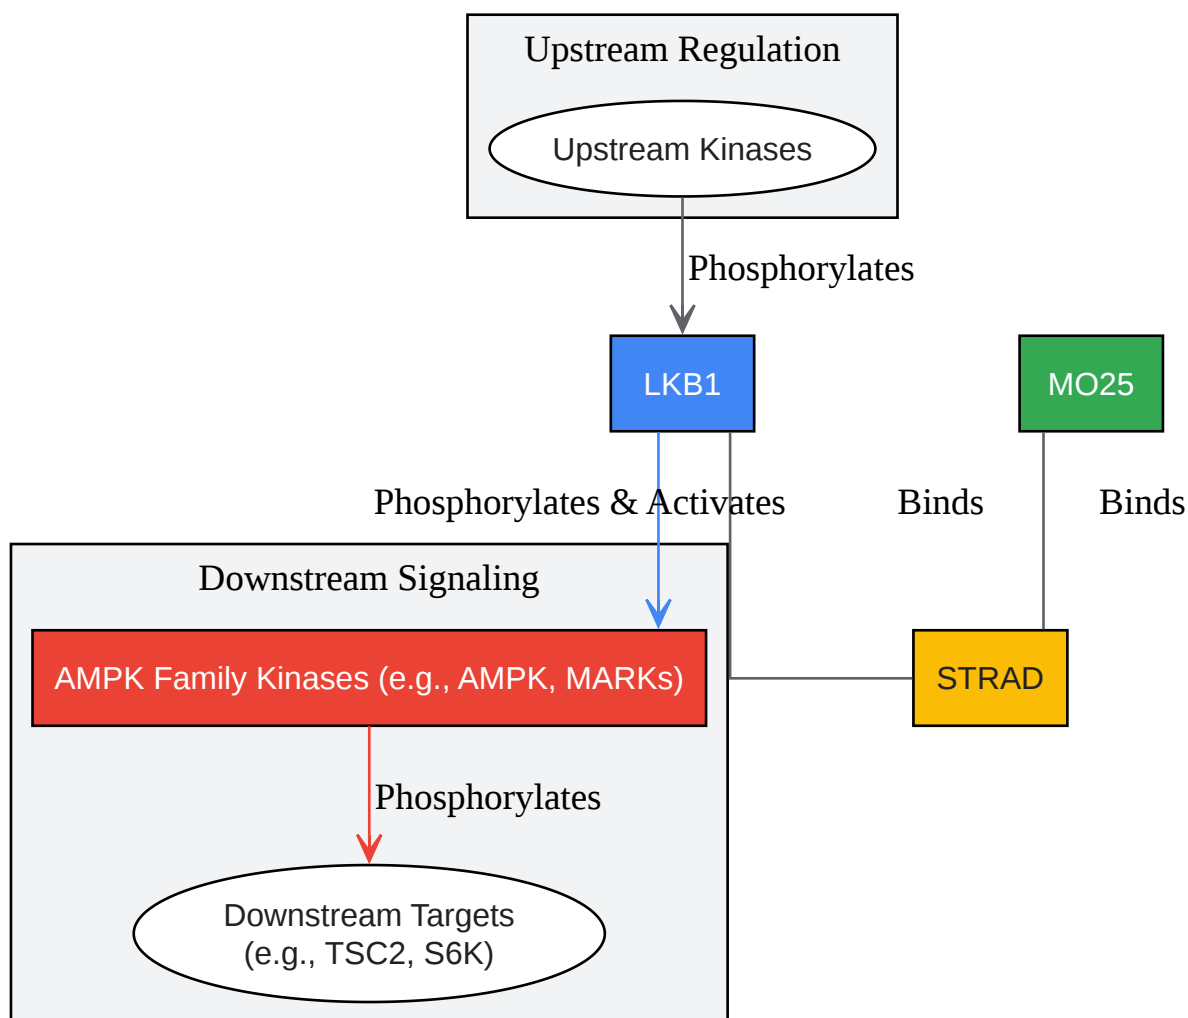 Upstream Regulation
Upstream Kinases
Phosphorylates
LKB1
MO25
Phosphorylates & Activates
Binds
Binds
Downstream Signaling
AMPK Family Kinases (e.g., AMPK, MARKs)
STRAD
Phosphorylates
Downstream Targets
(e.g., TSC2, S6K)